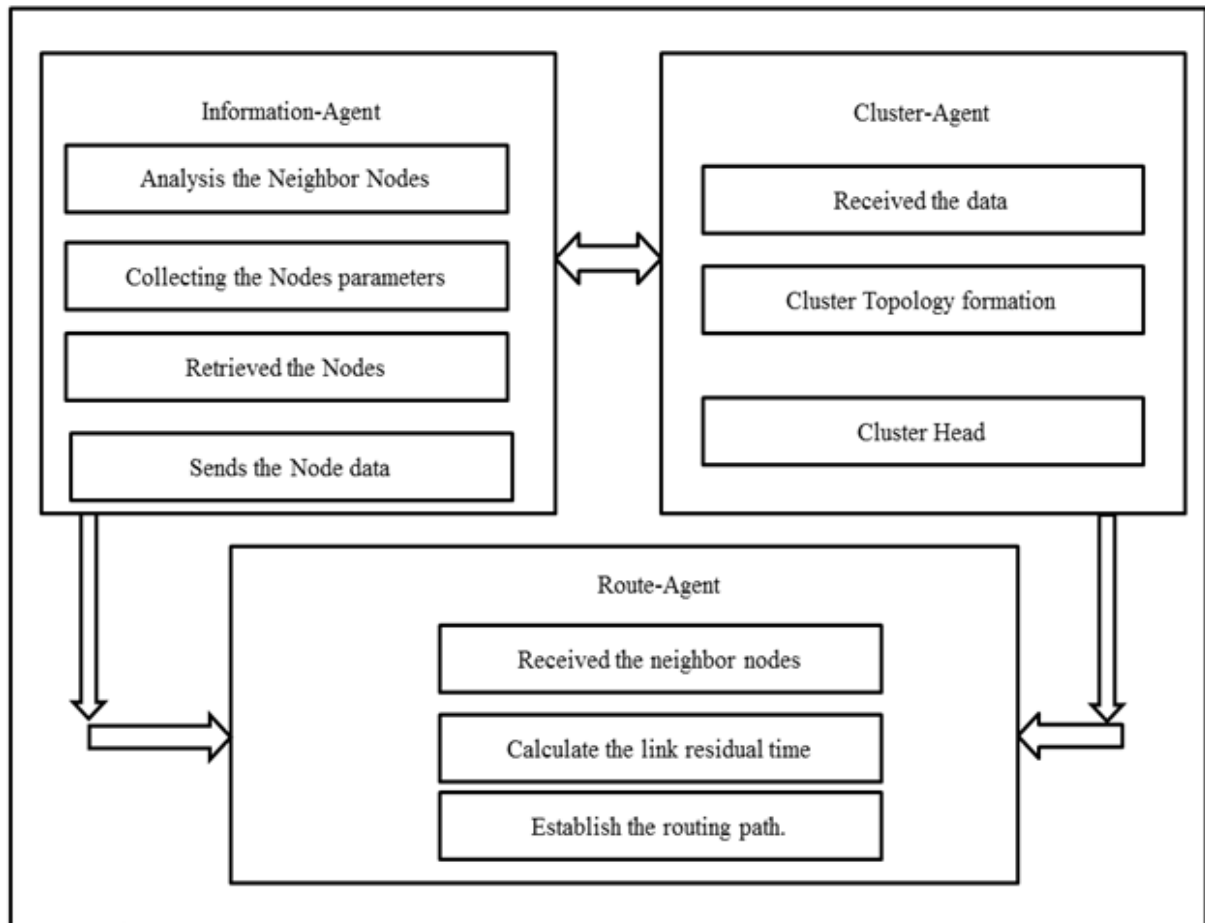 Information-Agent
Analysis the Neighbor Nodes
Collecting the Nodes parameters
Retrieved the Nodes
Sends the Node data
Cluster-Agent
Received the data
Cluster Topology formation
Cluster Head
Route-Agent
Received the neighbor nodes
Calculate the link residual time
Establish the routing path.